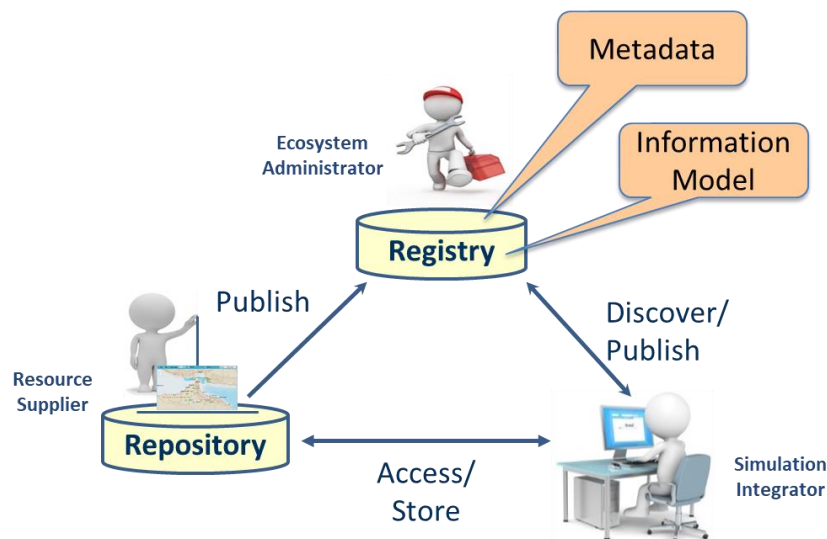 Metadata
Ecosystem
Administrator
Information
Model
Registry
Publish
Discover/
Publish
Resource
Supplier
Repository
Access/
Store
Simulation
Integrator